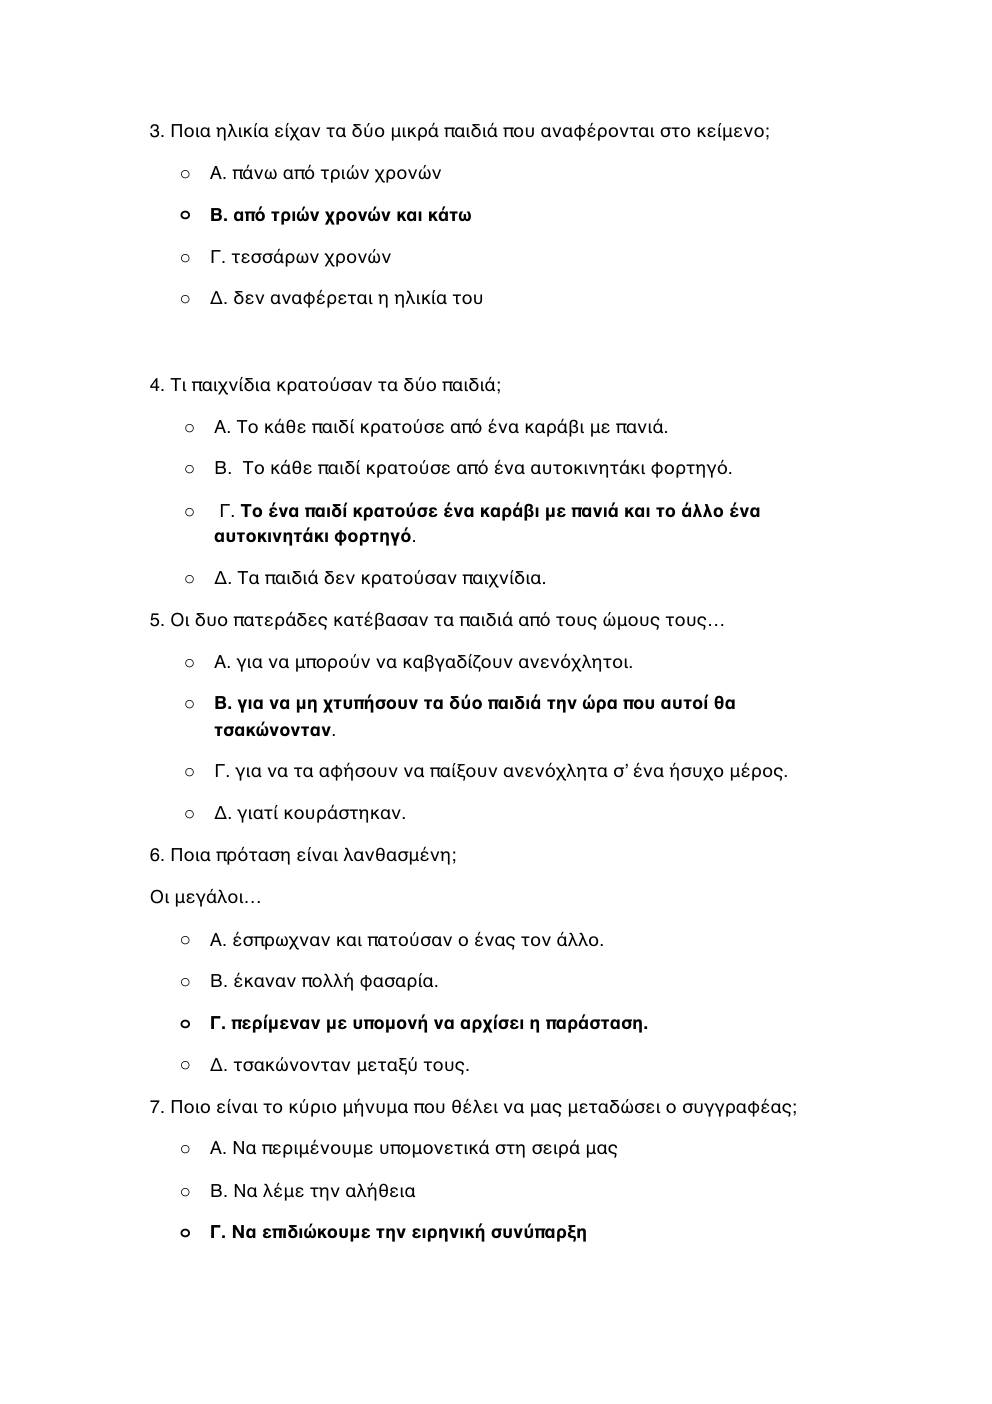 3. Ποια ηλικία είχαν τα δύο μικρά παιδιά που αναφέρονται στο κείμενο;
○ Α. πάνω από τριών χρονών
○ Β. από τριών χρονών και κάτω
○ Γ. τεσσάρων χρονών
○ Δ. δεν αναφέρεται η ηλικία του
4. Τι παιχνίδια κρατούσαν τα δύο παιδιά;
○ Α. Το κάθε παιδί κρατούσε από ένα καράβι με πανιά.
○ Β. Το κάθε παιδί κρατούσε από ένα αυτοκινητάκι φορτηγό.
○ Γ. Το ένα παιδί κρατούσε ένα καράβι με πανιά και το άλλο ένα
αυτοκινητάκι φορτηγό.
○ Δ. Τα παιδιά δεν κρατούσαν παιχνίδια.
5. Οι δυο πατεράδες κατέβασαν τα παιδιά από τους ώμους τους…
○ Α. για να μπορούν να καβγαδίζουν ανενόχλητοι.
○ Β. για να μη χτυπήσουν τα δύο παιδιά την ώρα που αυτοί θα
τσακώνονταν.
○ Γ. για να τα αφήσουν να παίξουν ανενόχλητα σ’ ένα ήσυχο μέρος.
○ Δ. γιατί κουράστηκαν.
6. Ποια πρόταση είναι λανθασμένη;
Οι μεγάλοι…
○ Α. έσπρωχναν και πατούσαν ο ένας τον άλλο.
○ Β. έκαναν πολλή φασαρία.
○ Γ. περίμεναν με υπομονή να αρχίσει η παράσταση.
○ Δ. τσακώνονταν μεταξύ τους.
7. Ποιο είναι το κύριο μήνυμα που θέλει να μας μεταδώσει ο συγγραφέας;
○ Α. Να περιμένουμε υπομονετικά στη σειρά μας
○ Β. Να λέμε την αλήθεια
○ Γ. Να επιδιώκουμε την ειρηνική συνύπαρξη